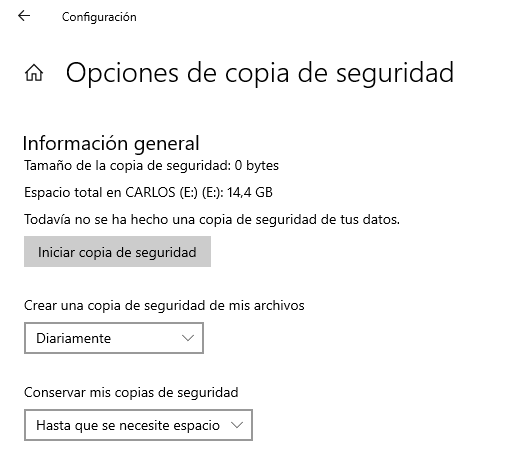 Configuración
Opciones de copia de seguridad
Información general
Tamaño de la copia de seguridad: 0 bytes
Espacio total en CARLOS (E:) (E:): 14,4 GB
Todavía no se ha hecho una copia de seguridad de tus datos.
Iniciar copia de seguridad
Crear una copia de seguridad de mis archivos
Diariamente
Conservar mis copias de seguridad
Hasta que se necesite espacio